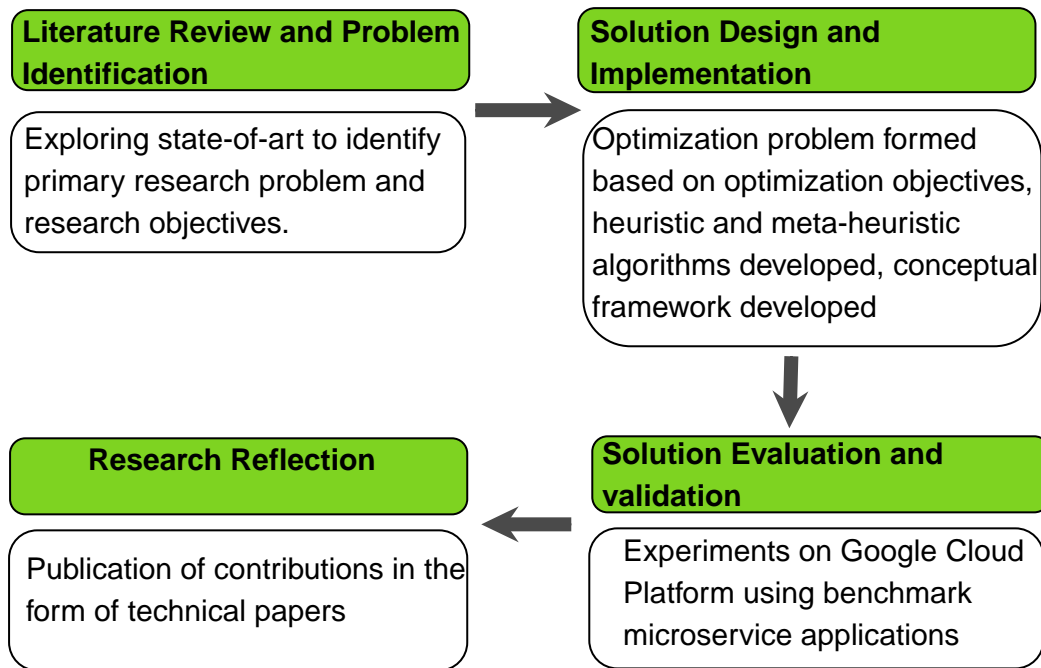 Literature Review and Problem
Identification
Exploring state-of-art to identify
primary research problem and
research objectives.
Solution Design and
Implementation
Optimization problem formed
based on optimization objectives,
heuristic and meta-heuristic
algorithms developed, conceptual
framework developed
Solution Evaluation and
validation
Experiments on Google Cloud
Platform using benchmark
microservice applications
Research Reflection
Publication of contributions in the
form of technical papers